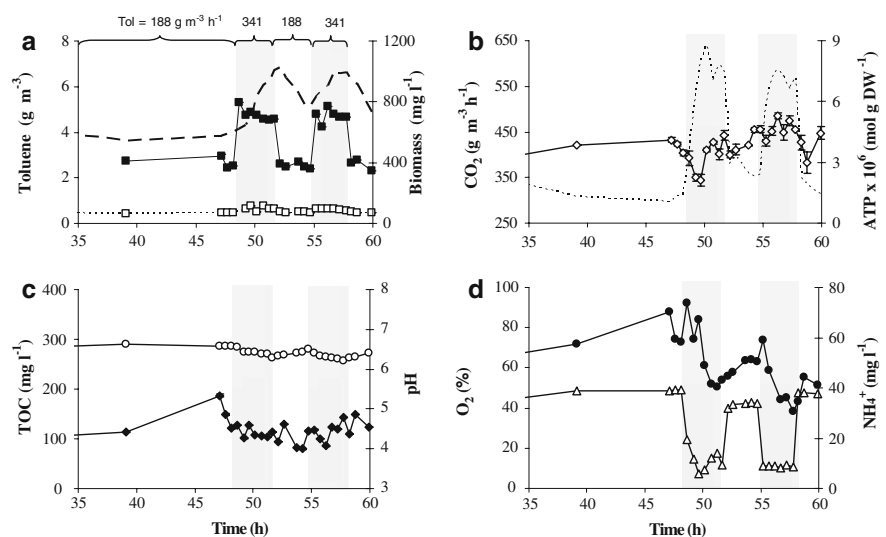 Tol = 188 g m-3 h-1 341 188 341
a
8
6
4
2
0
Toluene (g m-3)
1200
800
400
0
Biomass (mg l-1)
35 40 45 50 55 60
b
650
550
450
350
250
CO2 (g m-3 h-1)
9
6
3
0
ATP x 10^6 (mol g DW-1)
35 40 45 50 55 60
c
400
300
200
100
0
TOC (mg l-1)
8
7
6
5
4
3
pH
35 40 45 50 55 60
Time (h)
d
100
80
60
40
20
0
O2 (%)
80
60
40
20
0
NH4+ (mg l-1)
35 40 45 50 55 60
Time (h)